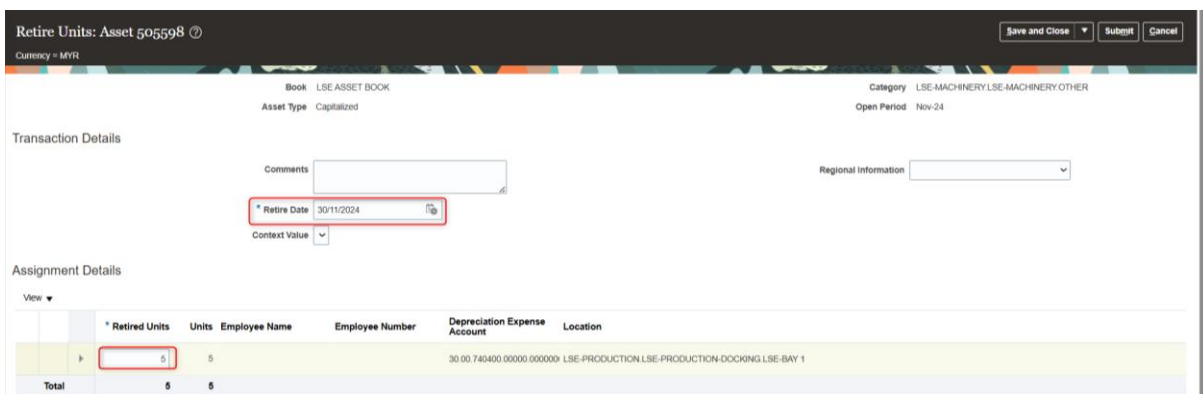 Retire Units: Asset 505598
Save and Close Submit Cancel
Currency = MYR
Book LSE ASSET BOOK Category LSE-MACHINERY.LSE-MACHINERY.OTHER
Asset Type Capitalized Open Period Nov-24
Transaction Details
Comments Regional Information
* Retire Date 30/11/2024
Context Value
Assignment Details
View
* Retired Units Units Employee Name Employee Number Depreciation Expense Account Location
5 5 30.00.740400.00000.000000 LSE-PRODUCTION.LSE-PRODUCTION-DOCKING.LSE-BAY 1
Total 5 5